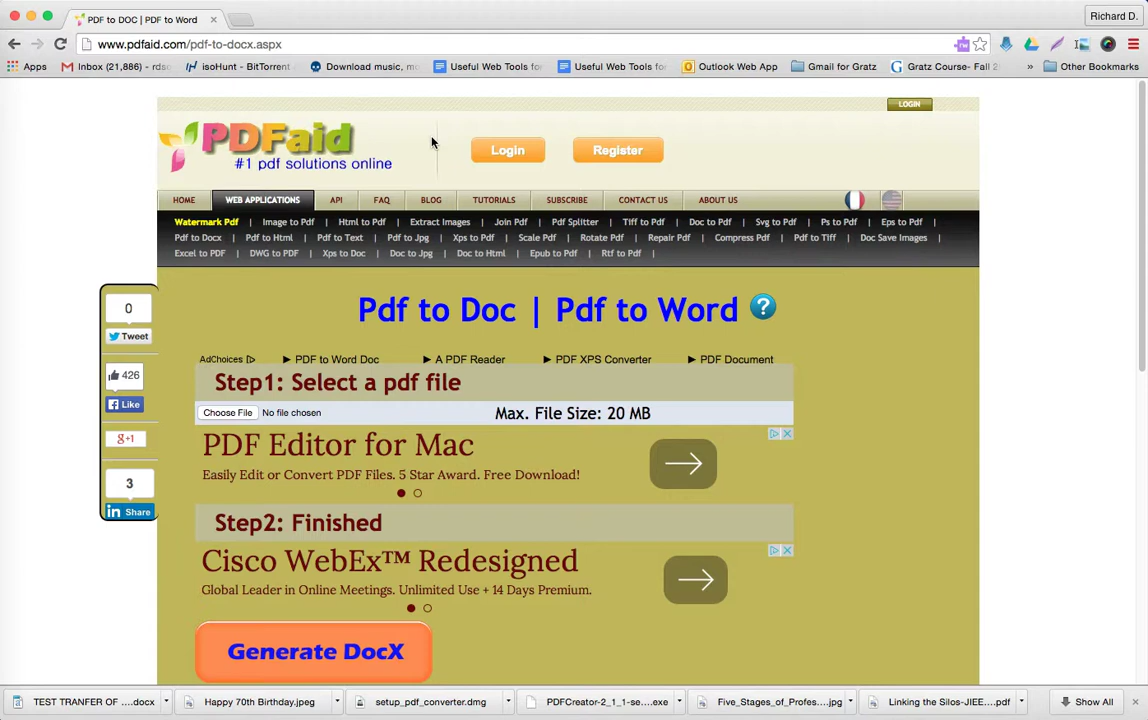 PDF to DOC | PDF to Word
Richard D.
www.pdfaid.com/pdf-to-docx.aspx
Apps Inbox (21,886) - rdso isoHunt - BitTorrent Download music, mo Useful Web Tools fo Useful Web Tools fo Outlook Web App Gmail for Gratz Gratz Course- Fall 2 » Other Bookmarks
LOGIN
PDFaid
#1 pdf solutions online
Login Register
HOME WEB APPLICATIONS API FAQ BLOG TUTORIALS SUBSCRIBE CONTACT US ABOUT US
Watermark Pdf | Image to Pdf | Html to Pdf | Extract Images | Join Pdf | Pdf Splitter | Tiff to Pdf | Doc to Pdf | Svg to Pdf | Ps to Pdf | Eps to Pdf |
Pdf to Docx | Pdf to Html | Pdf to Text | Pdf to Jpg | Xps to Pdf | Scale Pdf | Rotate Pdf | Repair Pdf | Compress Pdf | Pdf to Tiff | Doc Save Images |
Excel to PDF | DWG to PDF | Xps to Doc | Doc to Jpg | Doc to Html | Epub to Pdf | Rtf to Pdf |
0
Tweet
426
Like
g+1
3
in Share
Pdf to Doc | Pdf to Word ?
AdChoices ► PDF to Word Doc ► A PDF Reader ► PDF XPS Converter ► PDF Document
Step1: Select a pdf file
Choose File No file chosen Max. File Size: 20 MB
PDF Editor for Mac
Easily Edit or Convert PDF Files. 5 Star Award. Free Download!
Step2: Finished
Cisco WebEx™ Redesigned
Global Leader in Online Meetings. Unlimited Use + 14 Days Premium.
Generate DocX
TEST TRANFER OF ....docx Happy 70th Birthday.jpeg setup_pdf_converter.dmg PDFCreator-2_1_1-se....exe Five_Stages_of_Profes....jpg Linking the Silos-JIEE....pdf Show All